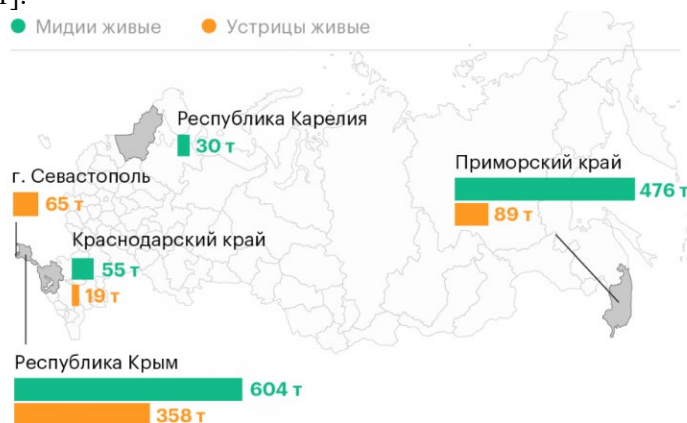 г].
Мидии живые Устрицы живые
Республика Карелия
30 т
г. Севастополь
65 т
Приморский край
476 т
89 т
Краснодарский край
55 т
19 т
Республика Крым
604 т
358 т